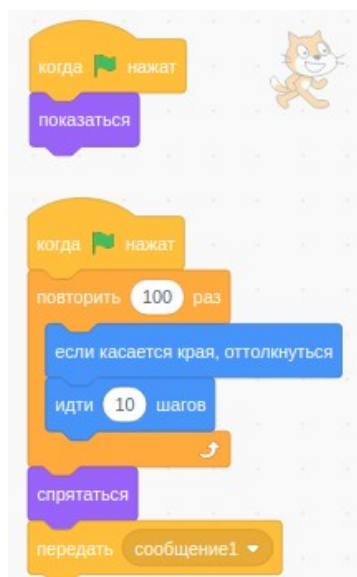 когда нажат
показаться
когда нажат
повторить 100 раз
если касается края, оттолкнуться
идти 10 шагов
спрятаться
передать сообщение1